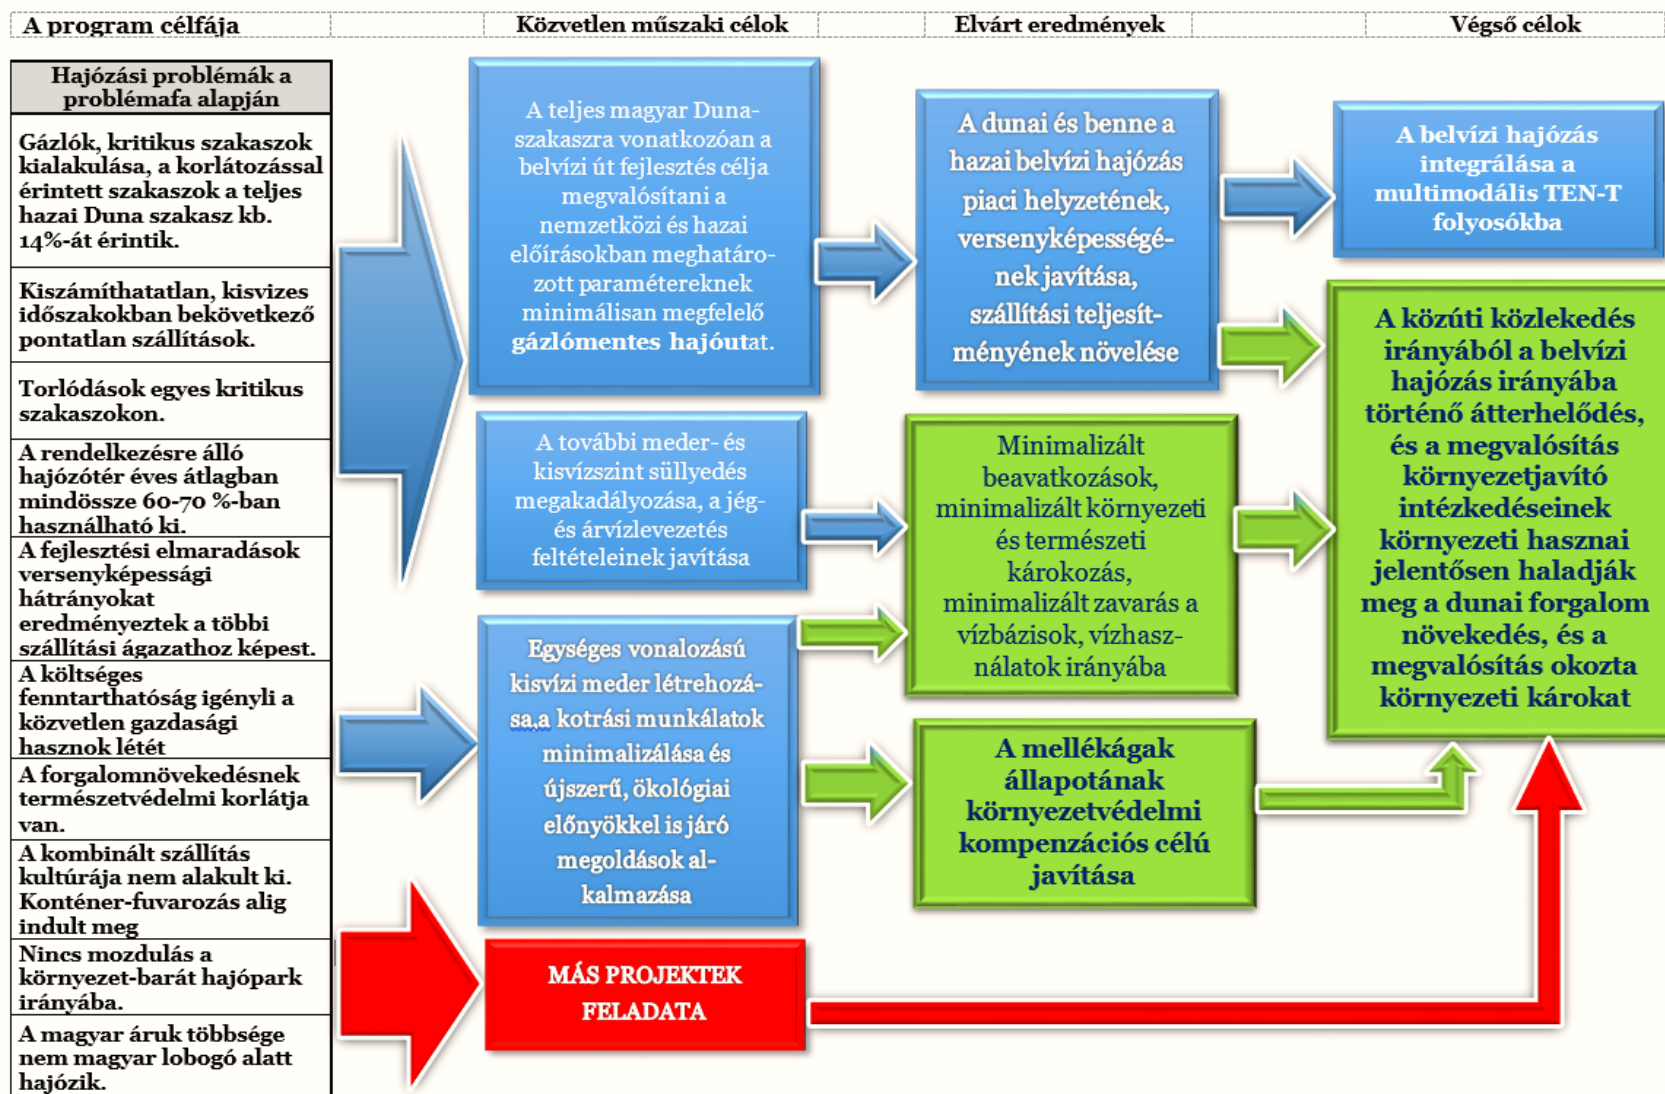 A program célfája
Közvetlen műszaki célok
Elvárt eredmények
Végső célok
Hajózási problémák a
problémafa alapján
Gázlók, kritikus szakaszok
kialakulása, a korlátozással
érintett szakaszok a teljes
hazai Duna szakasz kb.
14%-át érintik.
Kiszámíthatatlan, kisvizes
időszakokban bekövetkező
pontatlan szállítások.
Torlódások egyes kritikus
szakaszokon.
A rendelkezésre álló
hajózótér éves átlagban
mindössze 60-70 %-ban
használható ki.
A fejlesztési elmaradások
versenyképességi
hátrányokat
eredményeztek a többi
szállítási ágazathoz képest.
A költséges
fenntarthatóság igényli a
közvetlen gazdasági
hasznok létét
A forgalomnövekedésnek
természetvédelmi korlátja
van.
A kombinált szállítás
kultúrája nem alakult ki.
Konténer-fuvarozás alig
indult meg
Nincs mozdulás a
környezet-barát hajópark
irányába.
A magyar áruk többsége
nem magyar lobogó alatt
hajózik.
A teljes magyar Duna-
szakaszra vonatkozóan a
belvízi út fejlesztés célja
megvalósítani a
nemzetközi és hazai
előírásokban meghatáro-
zott paramétereknek
minimálisan megfelelő
gázlómentes hajóutat.
A további meder- és
kisvízszint süllyedés
megakadályozása, a jég-
és árvízlevezetés
feltételeinek javítása
Egységes vonalozású
kisvízi meder létrehozá-
sa,a kotrási munkálatok
minimalizálása és
újszerű, ökológiai
előnyökkel is járó
megoldások al-
kalmazása
MÁS PROJEKTEK
FELADATA
A dunai és benne a
hazai belvízi hajózás
piaci helyzetének,
versenyképességé-
nek javítása,
szállítási teljesít-
ményének növelése
Minimalizált
beavatkozások,
minimalizált környezeti
és természeti
károkozás,
minimalizált zavarás a
vízbázisok, vízhasz-
nálatok irányába
A mellékágak
állapotának
környezetvédelmi
kompenzációs célú
javítása
A belvízi hajózás
integrálása a
multimodális TEN-T
folyosókba
A közúti közlekedés
irányából a belvízi
hajózás irányába
történő átterhelődés,
és a megvalósítás
környezetjavító
intézkedéseinek
környezeti hasznai
jelentősen haladják
meg a dunai forgalom
növekedés, és a
megvalósítás okozta
környezeti károkat